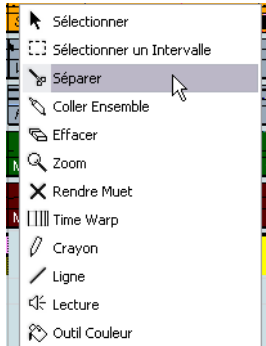 Sélectionner
Sélectionner un Intervalle
Séparer
Coller Ensemble
Effacer
Zoom
Rendre Muet
Time Warp
Crayon
Ligne
Lecture
Outil Couleur